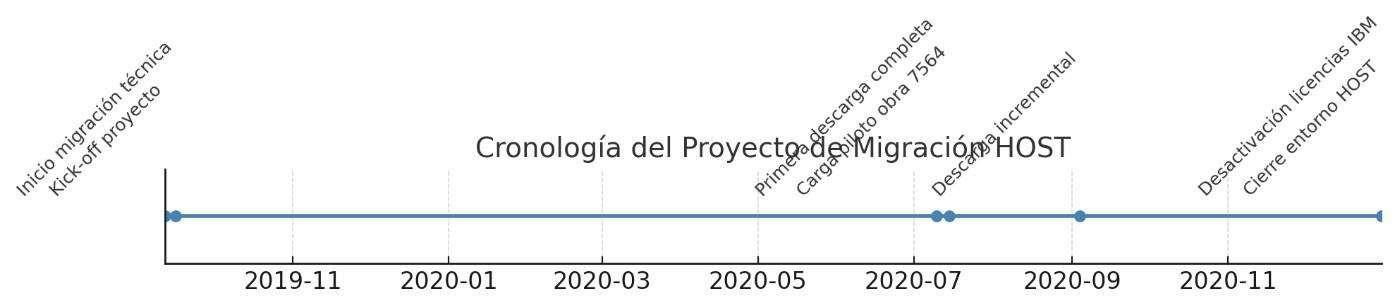 Inicio migración técnica
Kick-off proyecto
Primera descarga completa
Carga piloto obra 7564
Descarga incremental
Desactivación licencias IBM
Cierre entorno HOST
Cronología del Proyecto de Migración HOST
2019-11
2020-01
2020-03
2020-05
2020-07
2020-09
2020-11